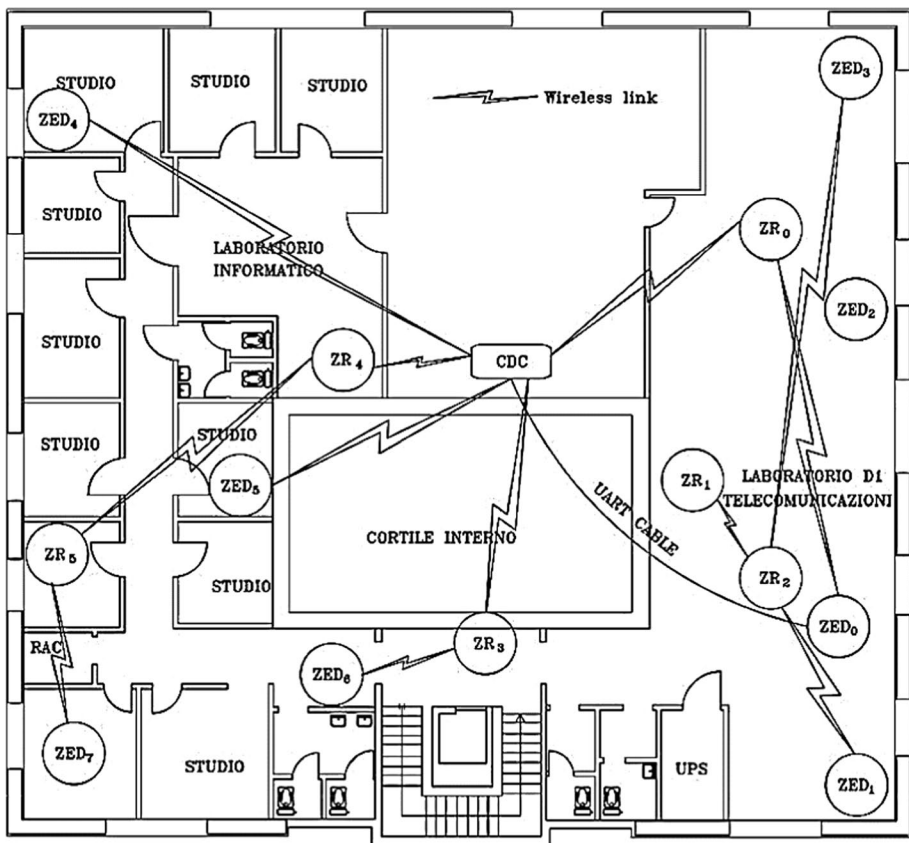 STUDIO
STUDIO
STUDIO
ZED3
ZED4
Wireless link
STUDIO
ZR0
LABORATORIO
INFORMATICO
ZED2
STUDIO
ZR4
CDC
STUDIO
STUDIO
ZED5
ZR1
LABORATORIO DI
TELECOMUNICAZIONI
UART CABLE
CORTILE INTERNO
ZR5
ZR2
STUDIO
ZED0
RAC
ZR3
ZED6
ZED7
STUDIO
UPS
ZED1